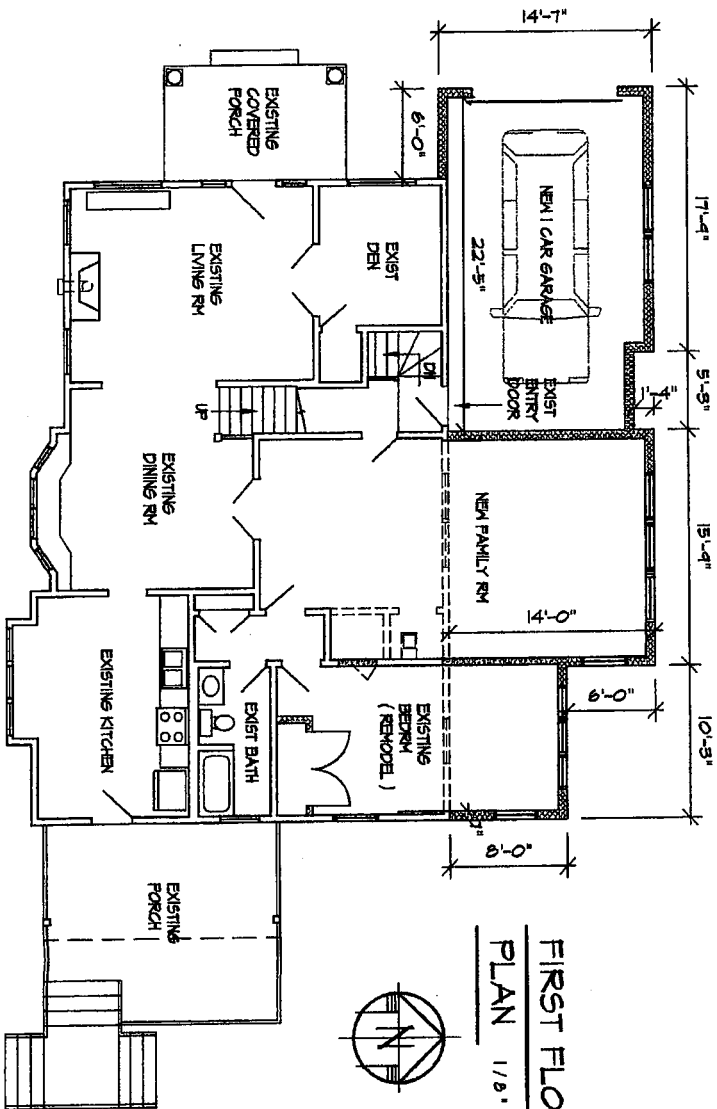 14'-7"
17'-9"
5'-3"
1'-4"
15'-9"
10'-3"
6'-0"
22'-5"
NEW 1 CAR GARAGE
EXIST
ENTRY
DOOR
NEW FAMILY RM
14'-0"
6'-0"
8'-0"
7"
EXISTING
COVERED
PORCH
EXIST
DEN
DN
EXISTING
LIVING RM
UP
EXISTING
DINING RM
EXISTING
BEDRM
( REMODEL )
EXIST BATH
EXISTING KITCHEN
EXISTING
PORCH
N
FIRST FLO
PLAN 1/8"